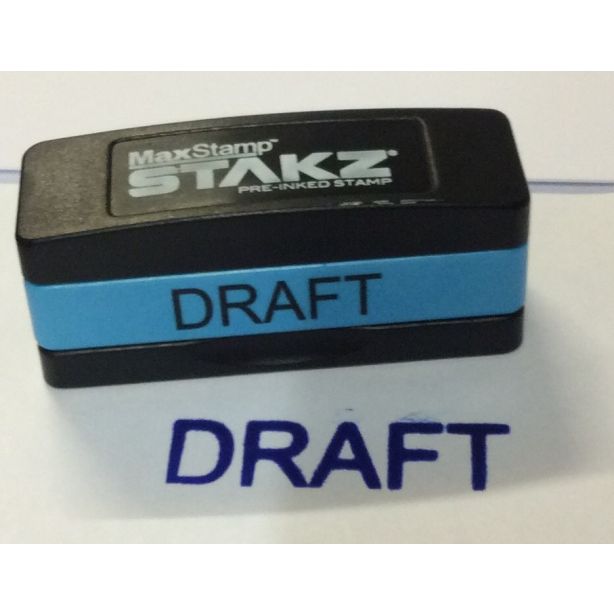 MaxStamp™
STAKZ®
PRE-INKED STAMP
DRAFT
DRAFT